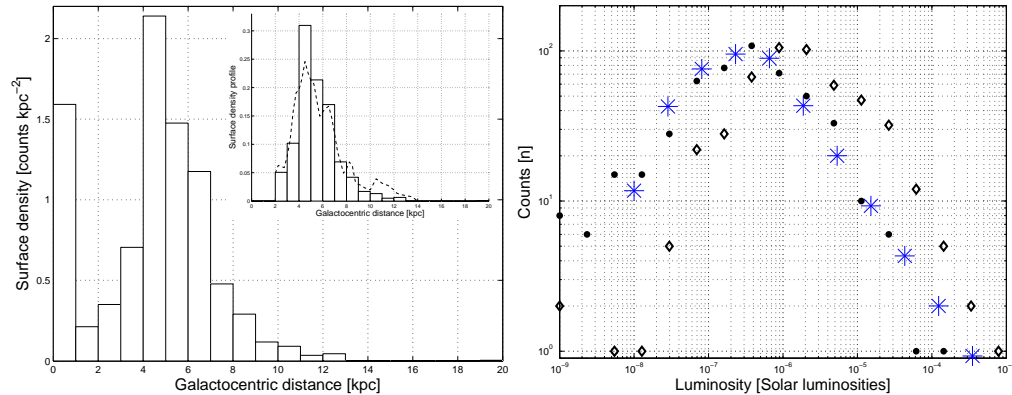 Surface density [counts kpc⁻²]
2
1.5
1
0.5
0
0 2 4 6 8 10 12 14 16 18 20
Galactocentric distance [kpc]
Surface density profile
0.35
0.3
0.25
0.2
0.15
0.1
0.05
0
0 2 4 6 8 10 12 14 16 18 20
Galactocentric distance [kpc]
Counts [n]
10²
10¹
10⁰
10⁻⁹ 10⁻⁸ 10⁻⁷ 10⁻⁶ 10⁻⁵ 10⁻⁴ 10⁻
Luminosity [Solar luminosities]